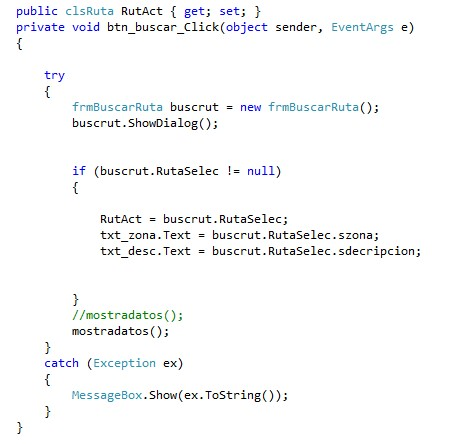 public clsRuta RutAct { get; set; }
private void btn_buscar_Click(object sender, EventArgs e)
{
try
{
frmBuscarRuta buscrut = new frmBuscarRuta();
buscrut.ShowDialog();
if (buscrut.RutaSelec != null)
{
RutAct = buscrut.RutaSelec;
txt_zona.Text = buscrut.RutaSelec.szona;
txt_desc.Text = buscrut.RutaSelec.sdecripcion;
}
//mostradatos();
mostradatos();
}
catch (Exception ex)
{
MessageBox.Show(ex.ToString());
}
}